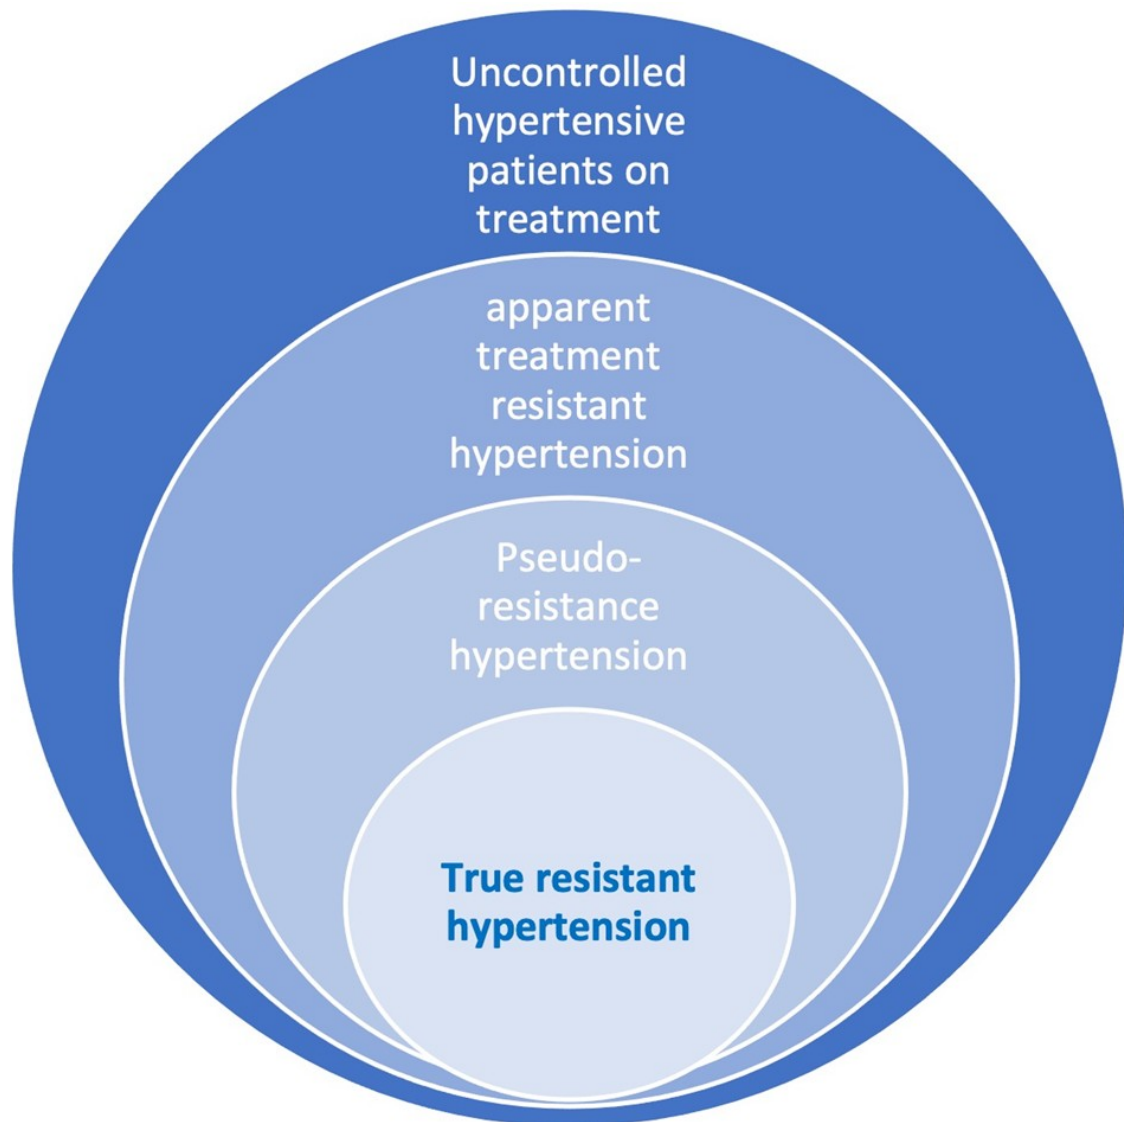 Uncontrolled
hypertensive
patients on
treatment
apparent
treatment
resistant
hypertension
Pseudo-
resistance
hypertension
True resistant
hypertension